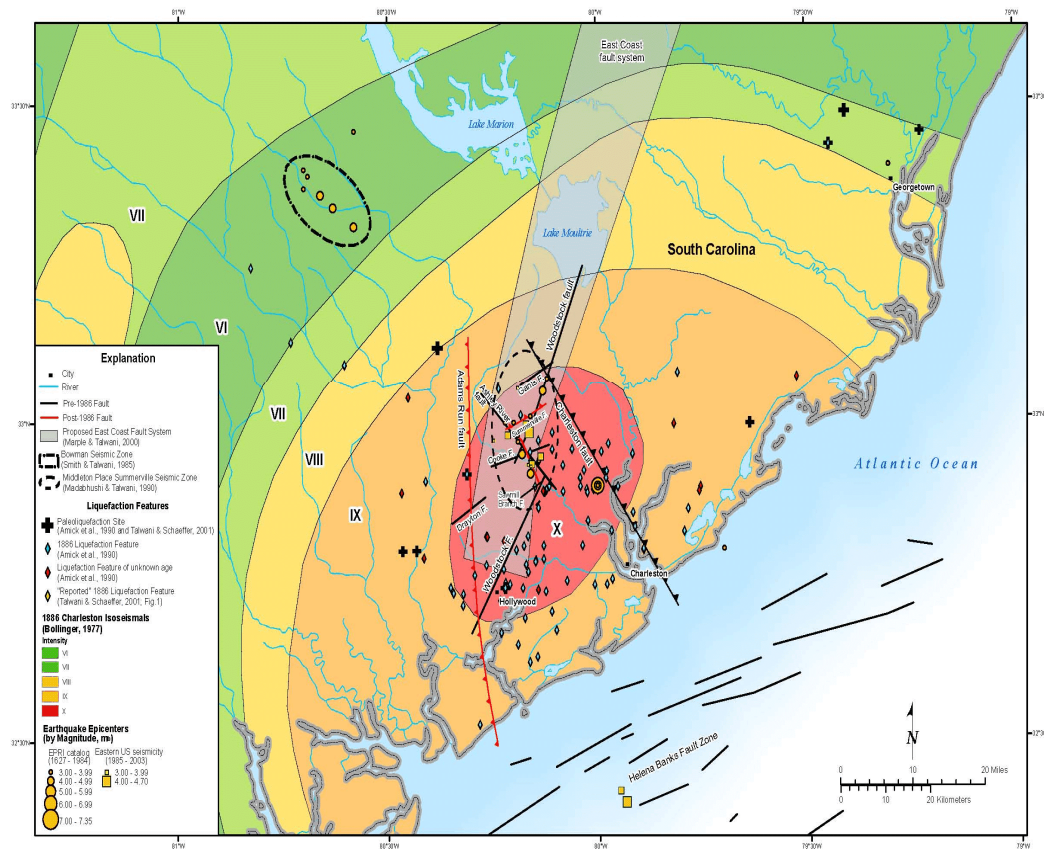 81°W
80°30'W
80°W
79°30'W
79°W
East Coast
fault system
33°30'N
Lake Marion
Georgetown
VII
Lake Moultrie
South Carolina
VI
Woodstock fault
Adams Run fault
Ashley River
fault
Gants F.
Summerville F.
Charleston fault
Cooke F.
33°N
VII
VIII
IX
Sawmill
Branch F.
Drayton F.
X
Woodstock F.
Charleston
Hollywood
Atlantic Ocean
Helena Banks Fault Zone
32°30'N
N
0 10 20 Miles
0 10 20 Kilometers
Explanation
City
River
Pre-1986 Fault
Post-1986 Fault
Proposed East Coast Fault System
(Marple & Talwani, 2000)
Bowman Seismic Zone
(Smith & Talwani, 1985)
Middleton Place Summerville Seismic Zone
(Madabhushi & Talwani, 1990)
Liquefaction Features
Paleoliquefaction Site
(Amick et al., 1990 and Talwani & Schaeffer, 2001)
1886 Liquefaction Feature
(Amick et al., 1990)
Liquefaction Feature of unknown age
(Amick et al., 1990)
"Reported" 1886 Liquefaction Feature
(Talwani & Schaeffer, 2001; Fig.1)
1886 Charleston Isoseismals
(Bollinger, 1977)
Intensity
VI
VII
VIII
IX
X
Earthquake Epicenters
(by Magnitude, mb)
EPRI catalog
(1627 - 1984)
3.00 - 3.99
4.00 - 4.99
5.00 - 5.99
6.00 - 6.99
7.00 - 7.35
Eastern US seismicity
(1985 - 2003)
3.00 - 3.99
4.00 - 4.70
81°W
80°30'W
80°W
79°30'W
79°W